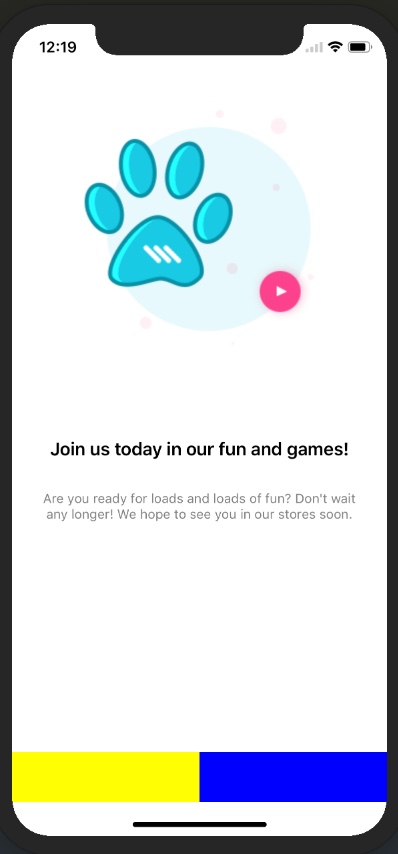 12:19
Join us today in our fun and games!
Are you ready for loads and loads of fun? Don't wait
any longer! We hope to see you in our stores soon.